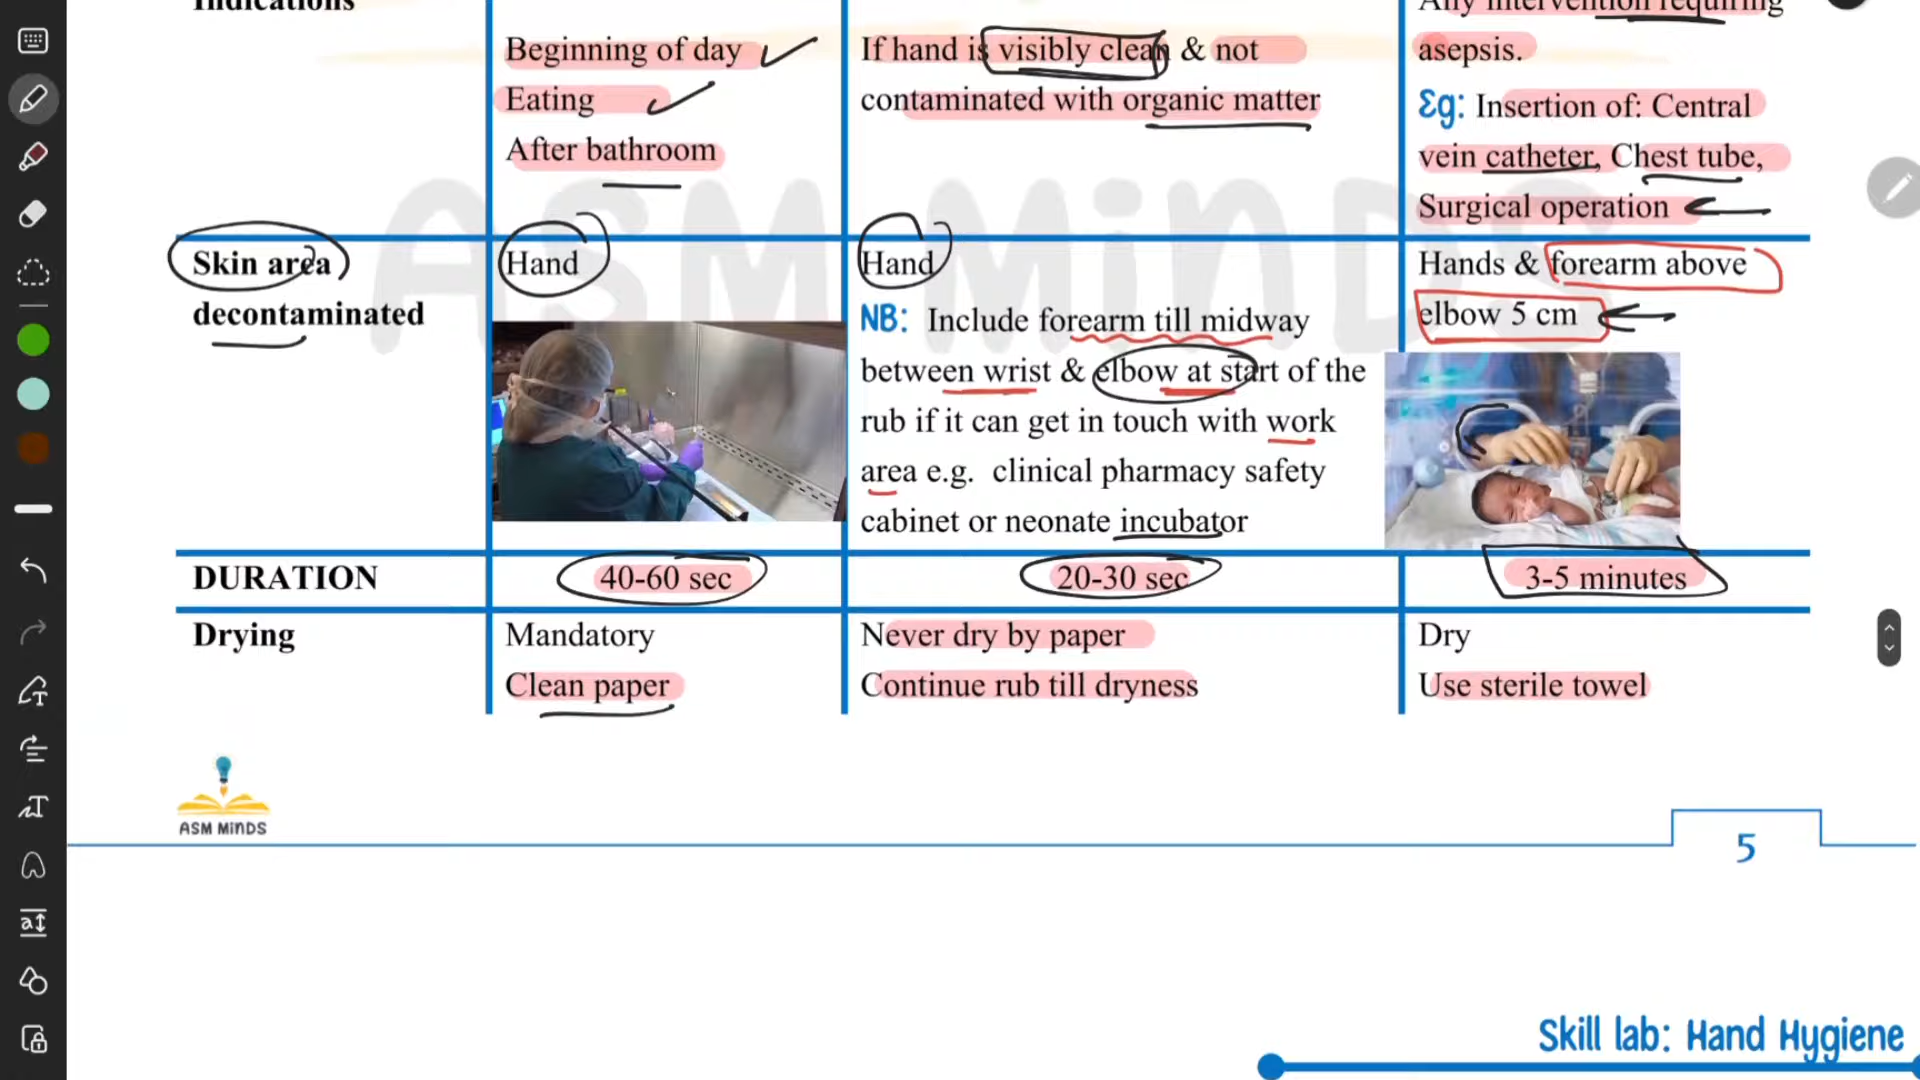 Indications
Beginning of day
Eating
After bathroom
If hand is visibly clean & not
contaminated with organic matter
Any intervention requiring
asepsis.
Eg: Insertion of: Central
vein catheter, Chest tube,
Surgical operation
Skin area
decontaminated
Hand
Hand
NB: Include forearm till midway
between wrist & elbow at start of the
rub if it can get in touch with work
area e.g. clinical pharmacy safety
cabinet or neonate incubator
Hands & forearm above
elbow 5 cm
DURATION
40-60 sec
20-30 sec
3-5 minutes
Drying
Mandatory
Clean paper
Never dry by paper
Continue rub till dryness
Dry
Use sterile towel
ASM MiNDS
ASM MiNDS
5
Skill lab: Hand Hygiene